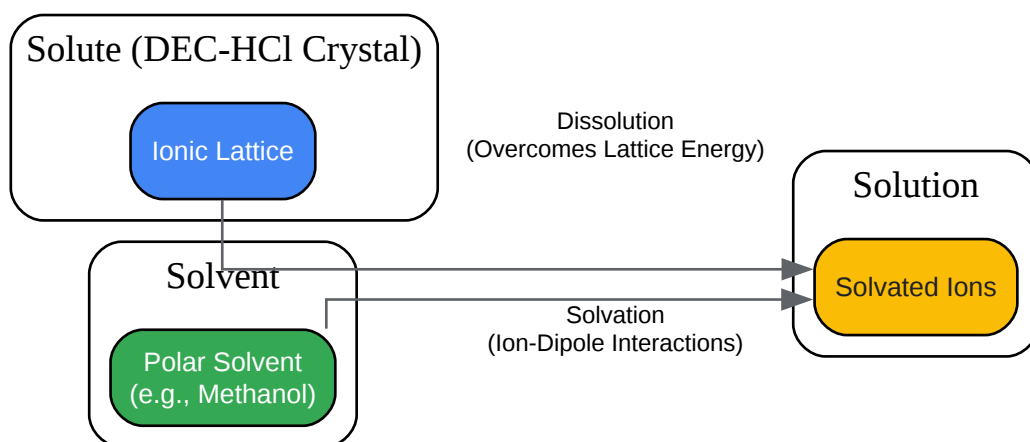 Solute (DEC-HCl Crystal)
Ionic Lattice
Dissolution
(Overcomes Lattice Energy)
Solution
Solvated Ions
Solvent
Solvation
(Ion-Dipole Interactions)
Polar Solvent
(e.g., Methanol)